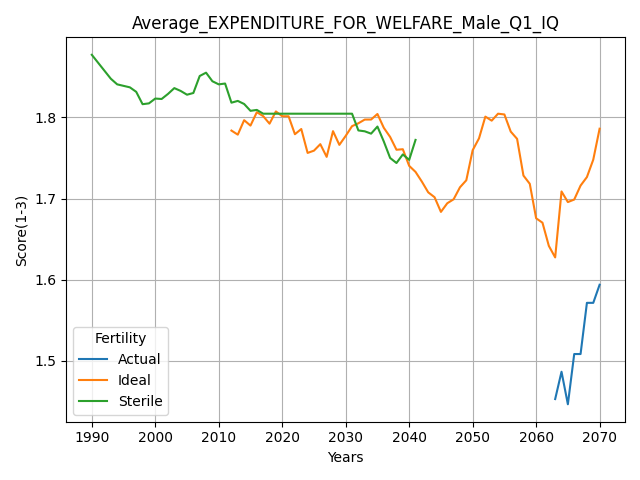 Average_EXPENDITURE_FOR_WELFARE_Male_Q1_IQ
Score(1-3)
1.8
1.7
1.6
1.5
Fertility
Actual
Ideal
Sterile
1990 2000 2010 2020 2030 2040 2050 2060 2070
Years